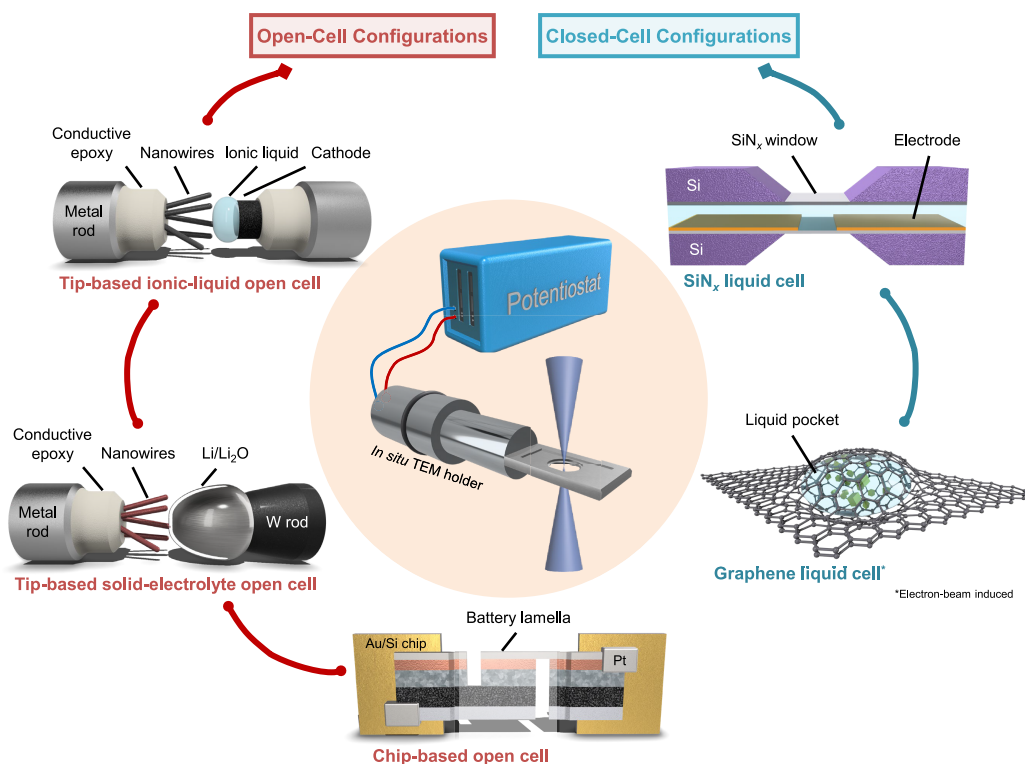 Open-Cell Configurations
Closed-Cell Configurations
Conductive
epoxy
Nanowires
Ionic liquid
Cathode
Metal
rod
Tip-based ionic-liquid open cell
SiNx window
Electrode
Si
Si
SiNx liquid cell
Potentiostat
In situ TEM holder
Conductive
epoxy
Nanowires
Li/Li2O
Metal
rod
W rod
Tip-based solid-electrolyte open cell
Liquid pocket
Graphene liquid cell*
*Electron-beam induced
Battery lamella
Au/Si chip
Pt
Chip-based open cell